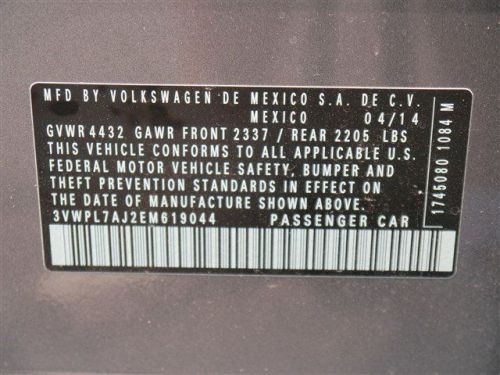 MFD BY VOLKSWAGEN DE MEXICO S.A. DE C.V.
MEXICO 04/14
GVWR 4432 GAWR FRONT 2337 / REAR 2205 LBS
THIS VEHICLE CONFORMS TO ALL APPLICABLE U.S.
FEDERAL MOTOR VEHICLE SAFETY, BUMPER AND
THEFT PREVENTION STANDARDS IN EFFECT ON
THE DATE OF MANUFACTURE SHOWN ABOVE.
3VWPL7AJ2EM619044 PASSENGER CAR
1745080 1084 M